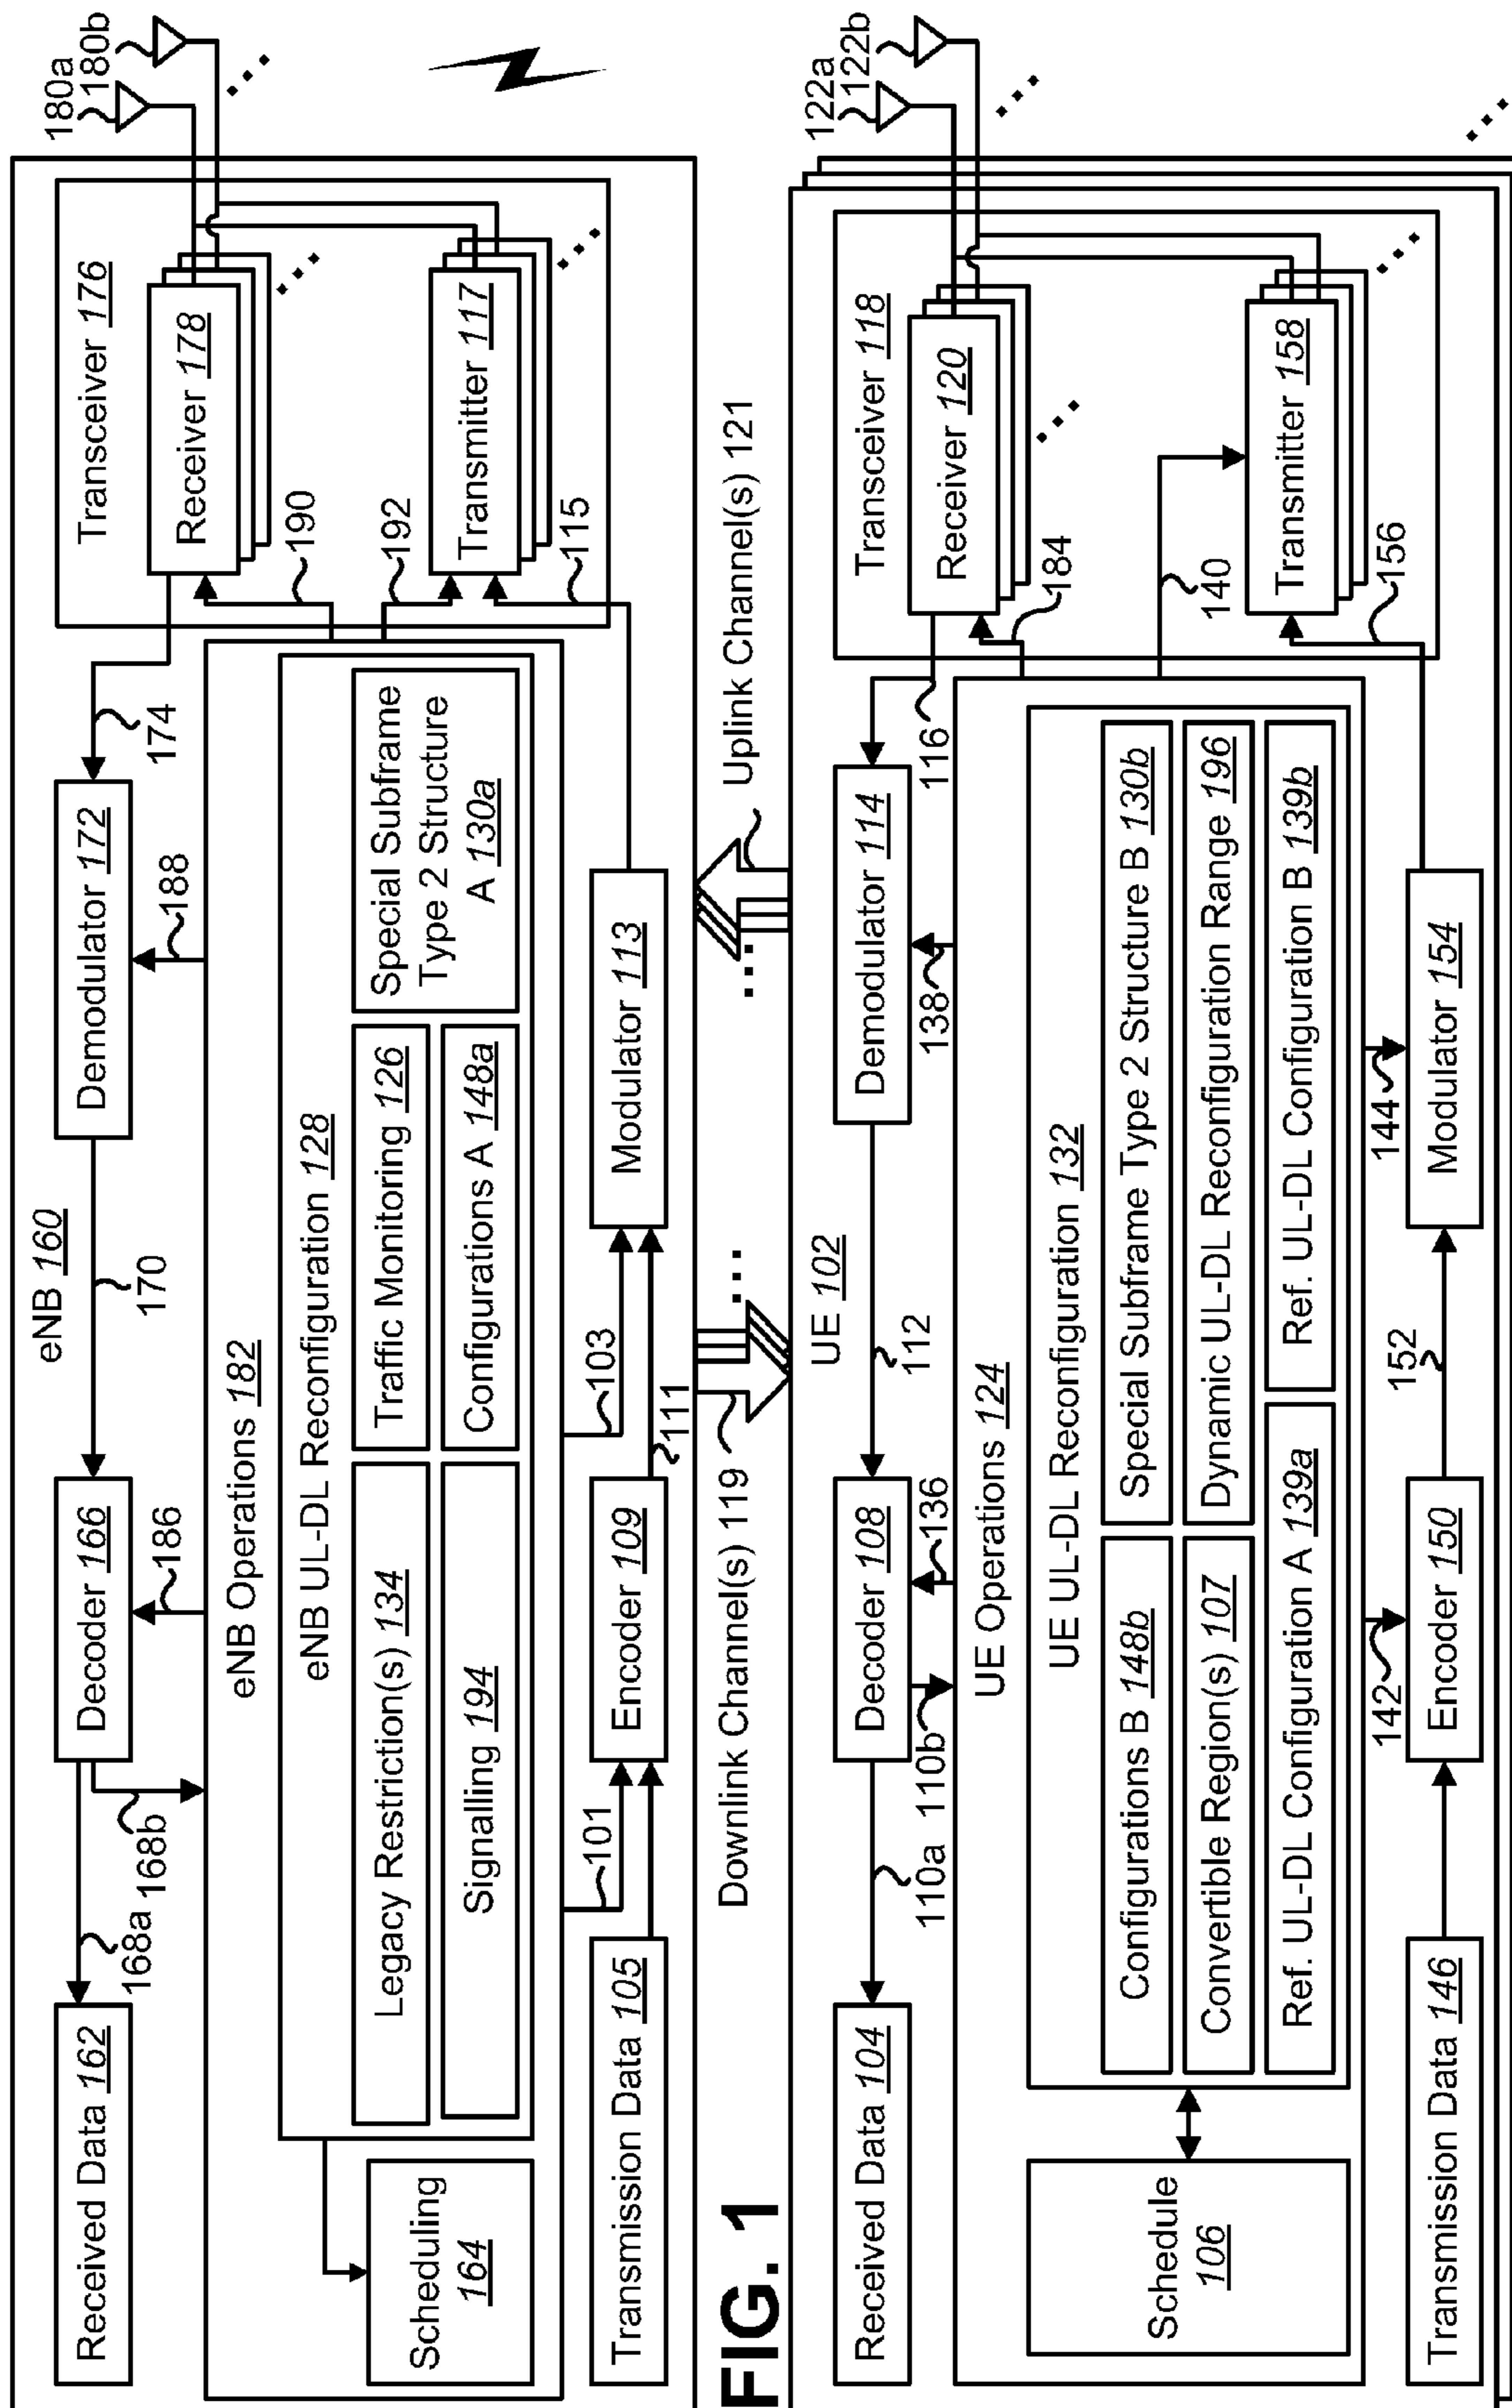 180a
180b
eNB 160
Transceiver 176
Received Data 162
168a
Decoder 166
170
Demodulator 172
174
Receiver 178
168b
186
188
190
eNB Operations 182
192
eNB UL-DL Reconfiguration 128
Scheduling
164
Legacy Restriction(s) 134
Traffic Monitoring 126
Special Subframe
Type 2 Structure
A 130a
Signalling 194
Configurations A 148a
Transmitter 117
101
103
115
Transmission Data 105
Encoder 109
111
Modulator 113
FIG. 1
Downlink Channel(s) 119
...
...
Uplink Channel(s) 121
122a
122b
UE 102
Transceiver 118
Received Data 104
110a
Decoder 108
112
Demodulator 114
116
Receiver 120
110b
136
138
184
UE Operations 124
140
UE UL-DL Reconfiguration 132
Schedule
106
Configurations B 148b
Special Subframe Type 2 Structure B 130b
Convertible Region(s) 107
Dynamic UL-DL Reconfiguration Range 196
Ref. UL-DL Configuration A 139a
Ref. UL-DL Configuration B 139b
Transmitter 158
142
144
156
Transmission Data 146
Encoder 150
152
Modulator 154